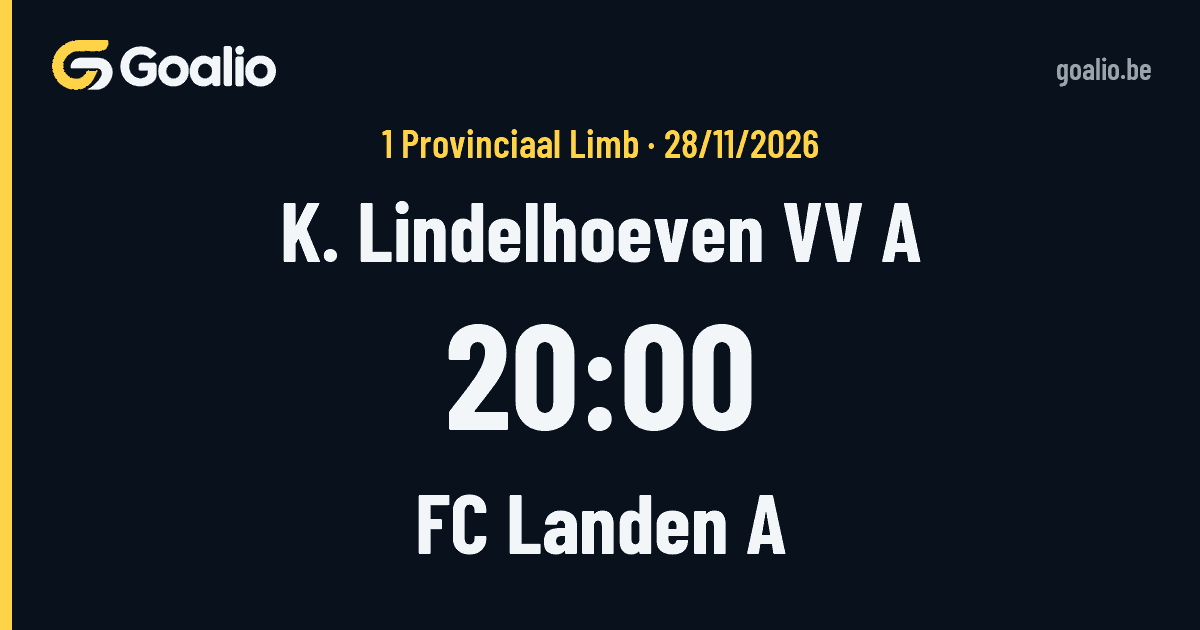 Goalio
goalio.be
1 Provinciaal Limb · 28/11/2026
K. Lindelhoeven VV A
20:00
FC Landen A